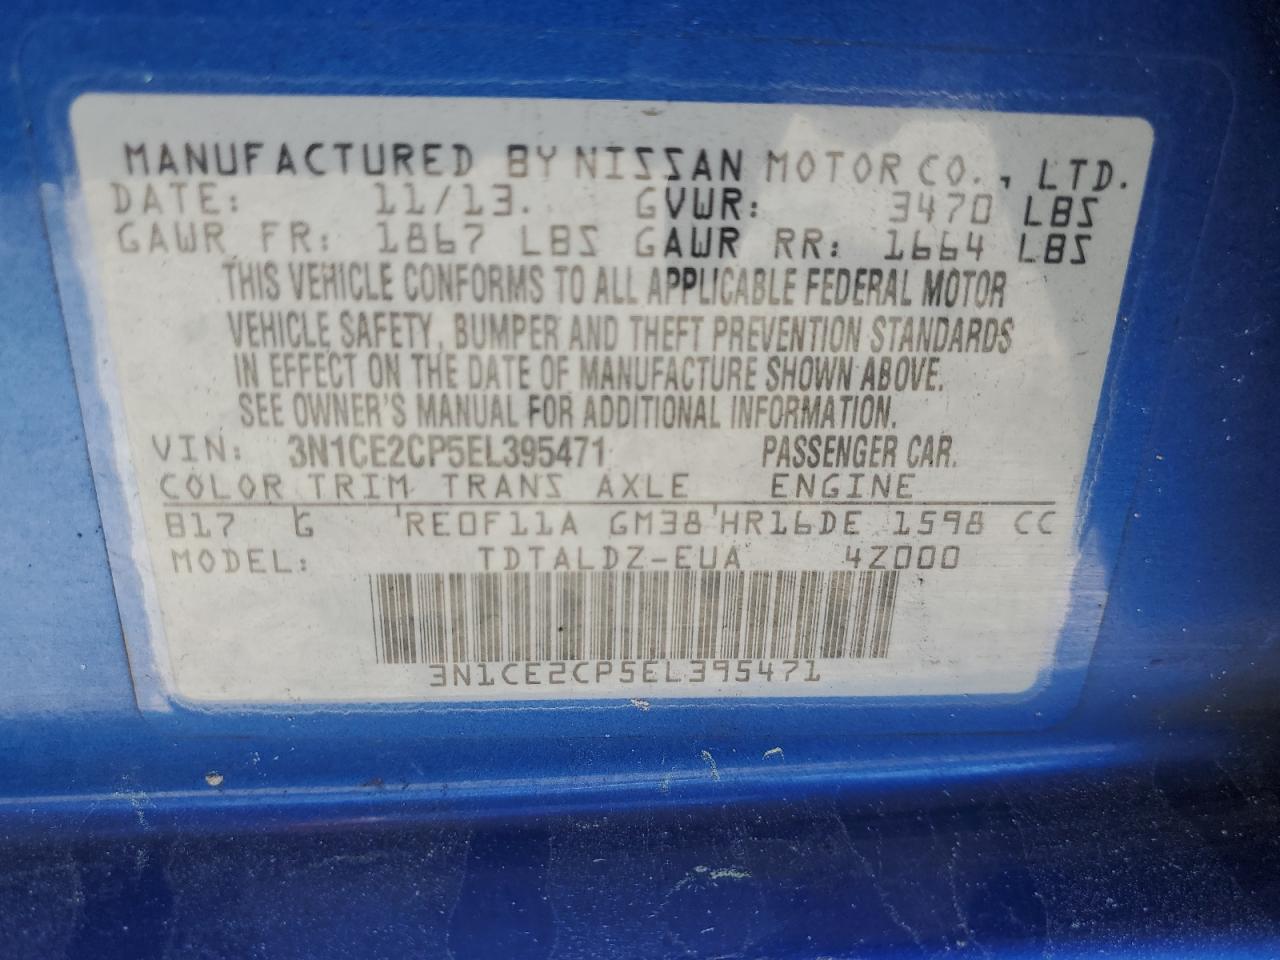 MANUFACTURED BY NISSAN MOTOR CO., LTD.
DATE: 11/13. GVWR: 3470 LBS
GAWR FR: 1867 LBS GAWR RR: 1664 LBS
THIS VEHICLE CONFORMS TO ALL APPLICABLE FEDERAL MOTOR
VEHICLE SAFETY, BUMPER AND THEFT PREVENTION STANDARDS
IN EFFECT ON THE DATE OF MANUFACTURE SHOWN ABOVE.
SEE OWNER'S MANUAL FOR ADDITIONAL INFORMATION.
VIN: 3N1CE2CP5EL395471 PASSENGER CAR.
COLOR TRIM TRANS AXLE ENGINE
B17 G RE0F11A GM38 HR16DE 1598 CC
MODEL: TDTALDZ-EUA 4Z000
3N1CE2CP5EL395471